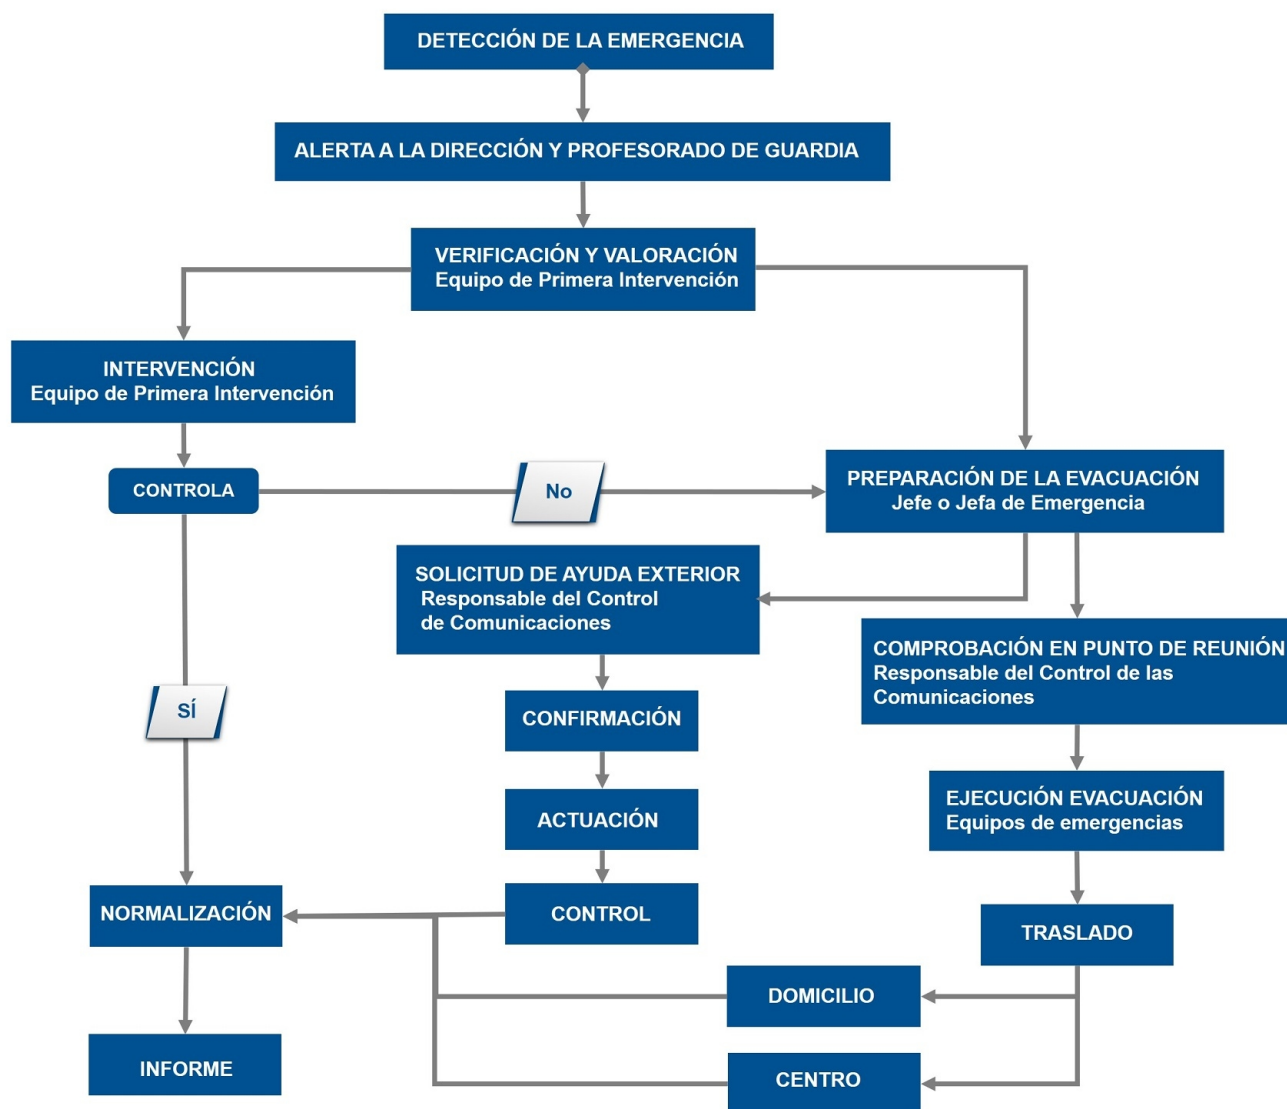 DETECCIÓN DE LA EMERGENCIA
ALERTA A LA DIRECCIÓN Y PROFESORADO DE GUARDIA
VERIFICACIÓN Y VALORACIÓN
Equipo de Primera Intervención
INTERVENCIÓN
Equipo de Primera Intervención
CONTROLA
No
PREPARACIÓN DE LA EVACUACIÓN
Jefe o Jefa de Emergencia
SOLICITUD DE AYUDA EXTERIOR
Responsable del Control
de Comunicaciones
COMPROBACIÓN EN PUNTO DE REUNIÓN
Responsable del Control de las
Comunicaciones
SÍ
CONFIRMACIÓN
EJECUCIÓN EVACUACIÓN
Equipos de emergencias
ACTUACIÓN
NORMALIZACIÓN
CONTROL
TRASLADO
DOMICILIO
INFORME
CENTRO